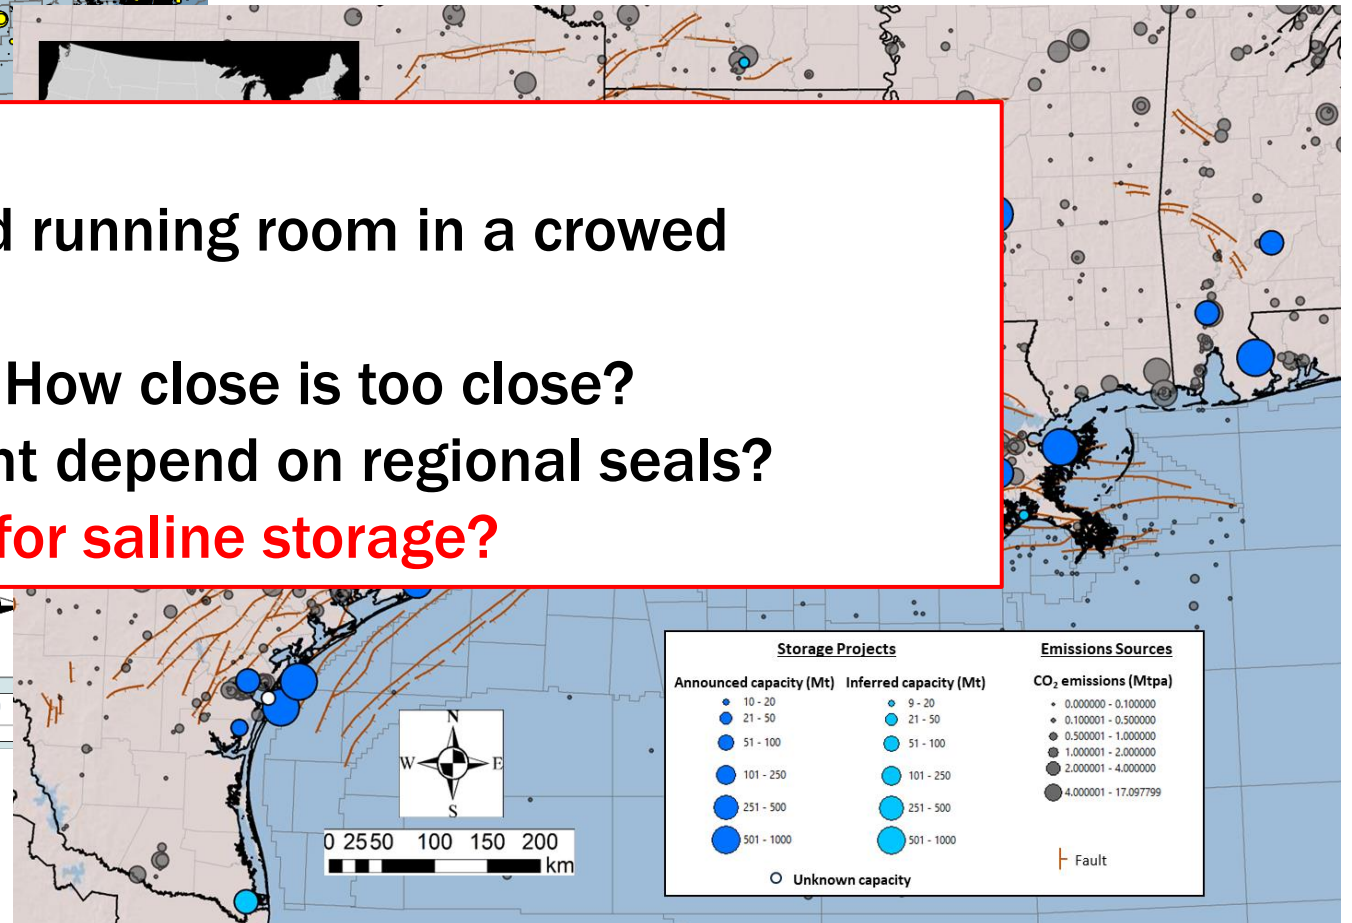 d running room in a crowed
How close is too close?
nt depend on regional seals?
for saline storage?
Storage Projects
Emissions Sources
Announced capacity (Mt)
Inferred capacity (Mt)
CO₂ emissions (Mtpa)
10 - 20
9 - 20
0.000000 - 0.100000
21 - 50
21 - 50
0.100001 - 0.500000
0.500001 - 1.000000
51 - 100
51 - 100
1.000001 - 2.000000
2.000001 - 4.000000
101 - 250
101 - 250
4.000001 - 17.097799
251 - 500
251 - 500
501 - 1000
501 - 1000
Fault
Unknown capacity
N
W E
S
0 25 50 100 150 200
km